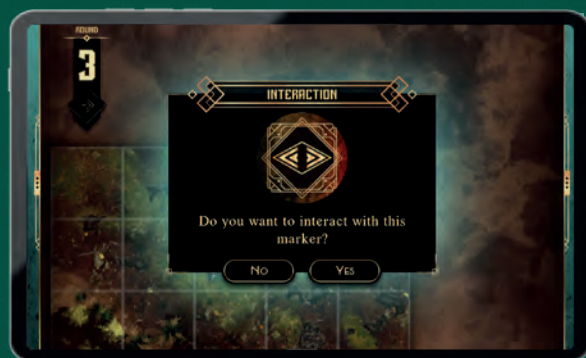 ROUND
3
INTERACTION
Do you want to interact with this
marker?
NO YES